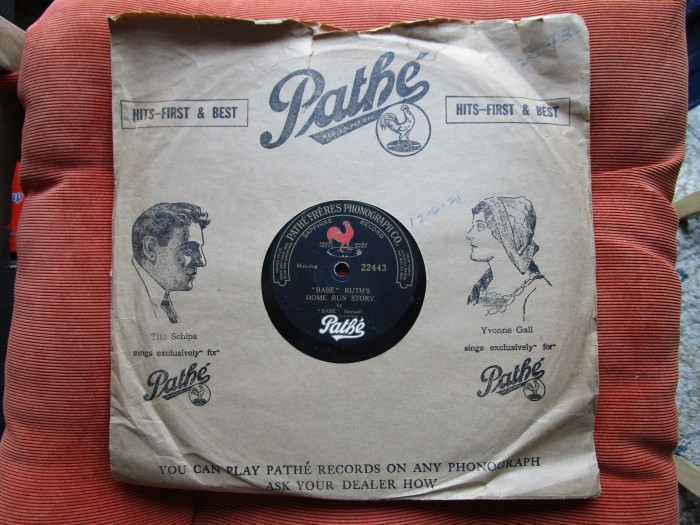 Pathé
REG. U.S. PAT. OFF.
HITS—FIRST & BEST
HITS—FIRST & BEST
PATHÉ FRÈRES PHONOGRAPH CO.
SAPPHIRE RECORD
Monolog 22443
"BABE" RUTH'S
HOME RUN STORY
by
"BABE" Himself
Pathé
Tito Schipa
sings exclusively for
Pathé
Yvonne Gall
sings exclusively for
Pathé
YOU CAN PLAY PATHÉ RECORDS ON ANY PHONOGRAPH
ASK YOUR DEALER HOW